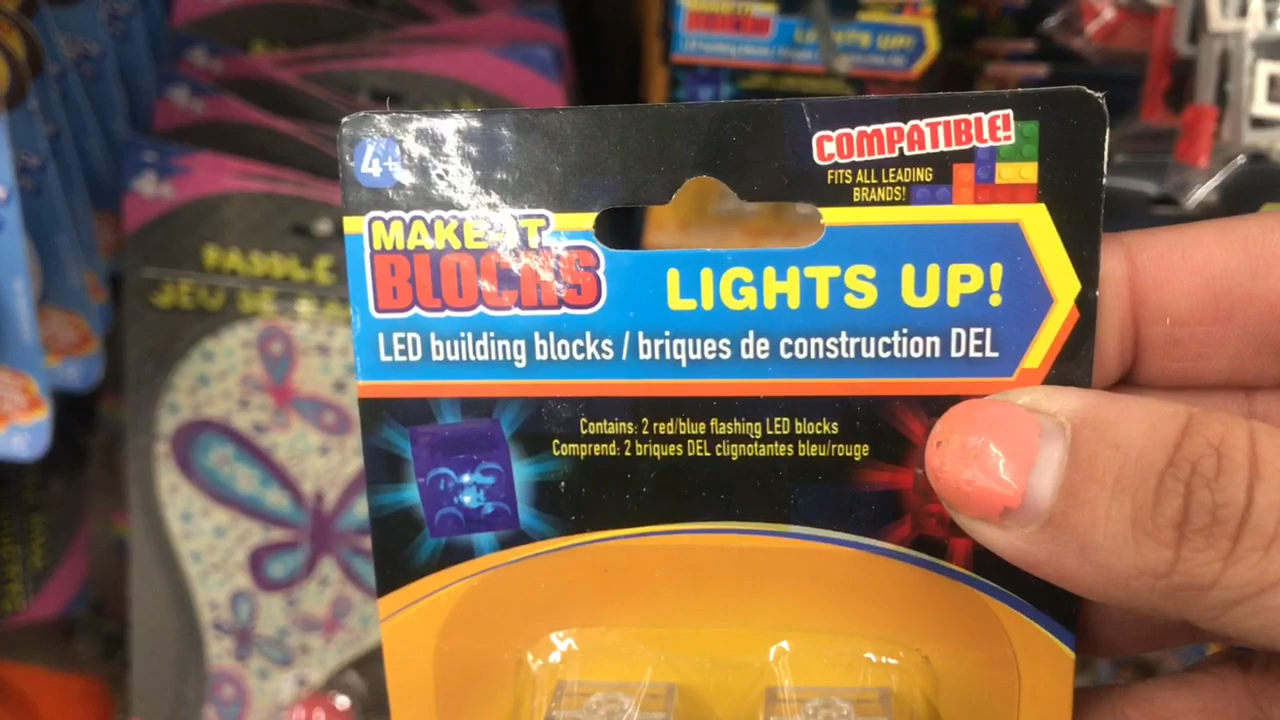 LIGHTS UP!
4+
COMPATIBLE!
FITS ALL LEADING
BRANDS!
MAKE IT
BLOCKS
LIGHTS UP!
LED building blocks / briques de construction DEL
Contains: 2 red/blue flashing LED blocks
Comprend: 2 briques DEL clignotantes bleu/rouge
PADDLE
JEU DE